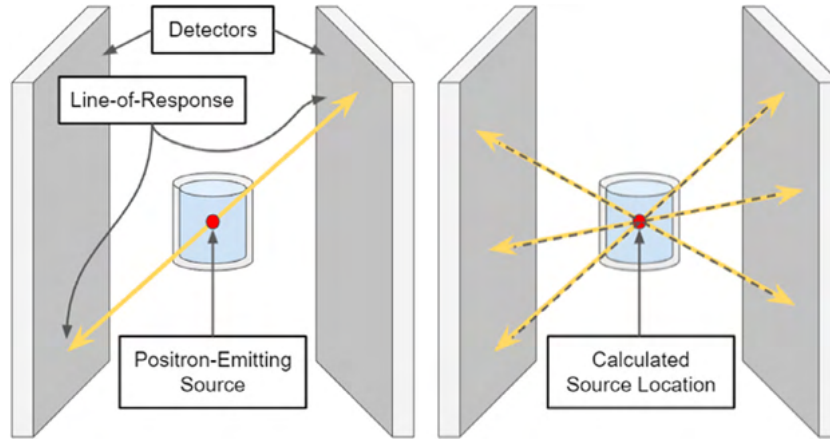 Detectors
Line-of-Response
Positron-Emitting
Source
Calculated
Source Location